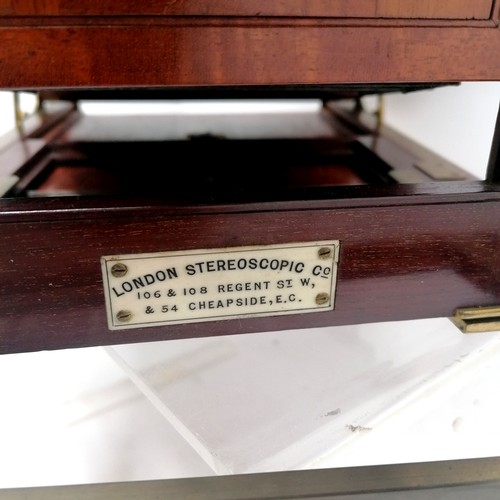 LONDON STEREOSCOPIC Co
106 & 108 REGENT ST W,
& 54 CHEAPSIDE, E.C.